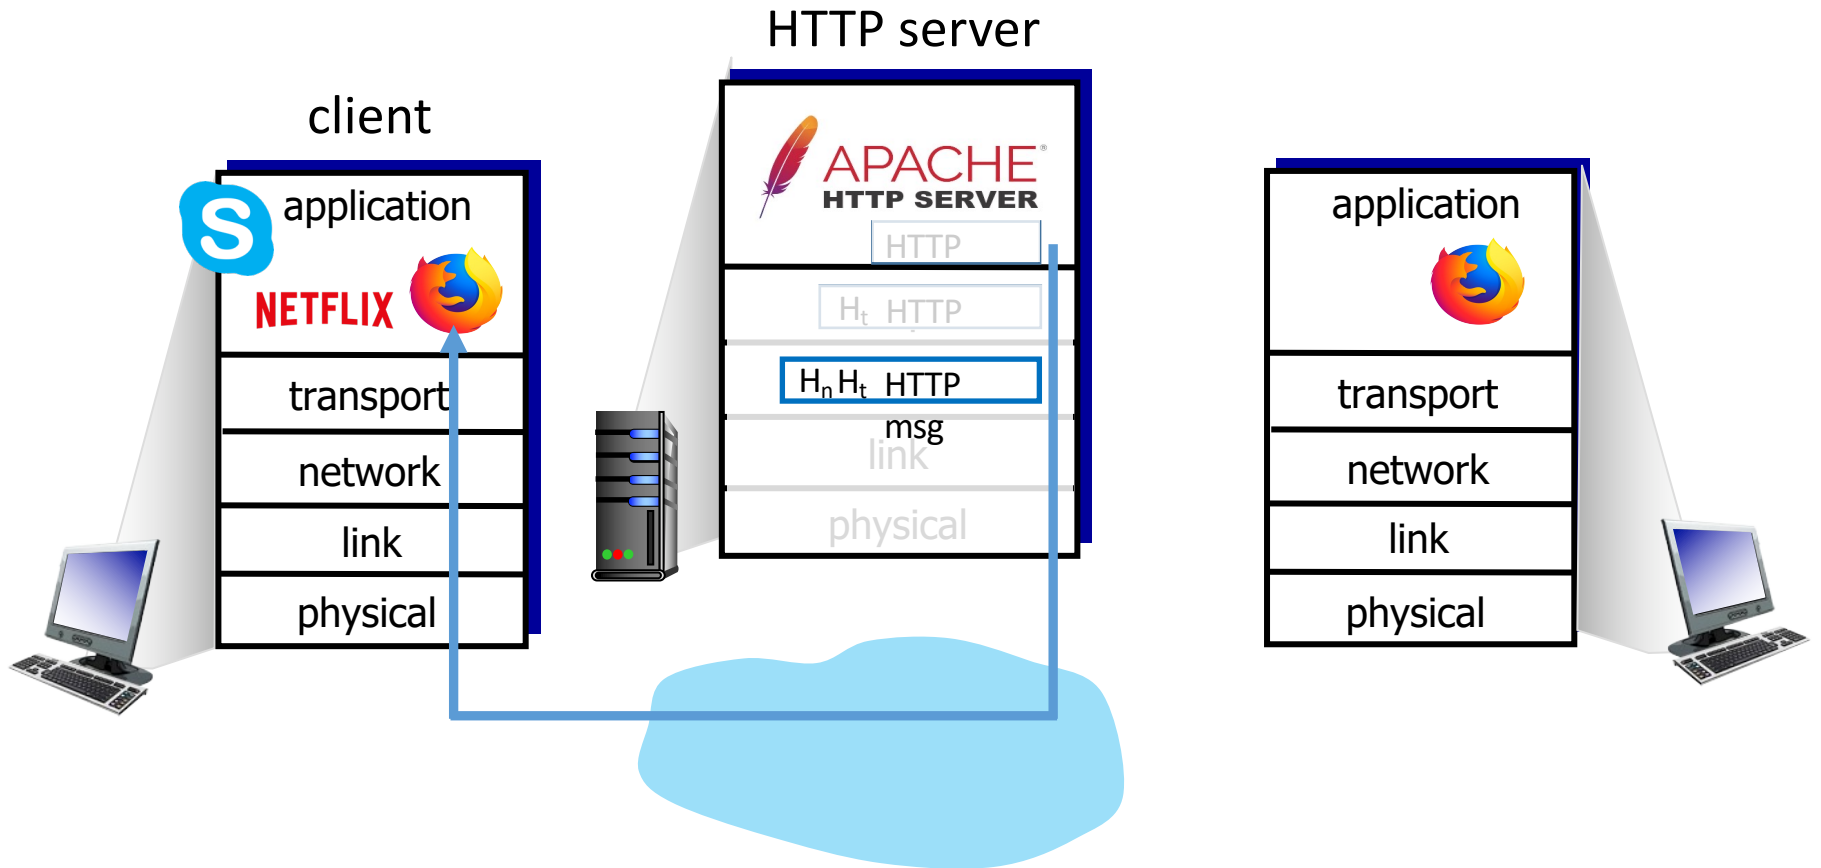 HTTP server
client
application
NETFLIX
transport
network
link
physical
APACHE®
HTTP SERVER
HTTP
Ht HTTP
Hn Ht HTTP
msg
link
physical
application
transport
network
link
physical